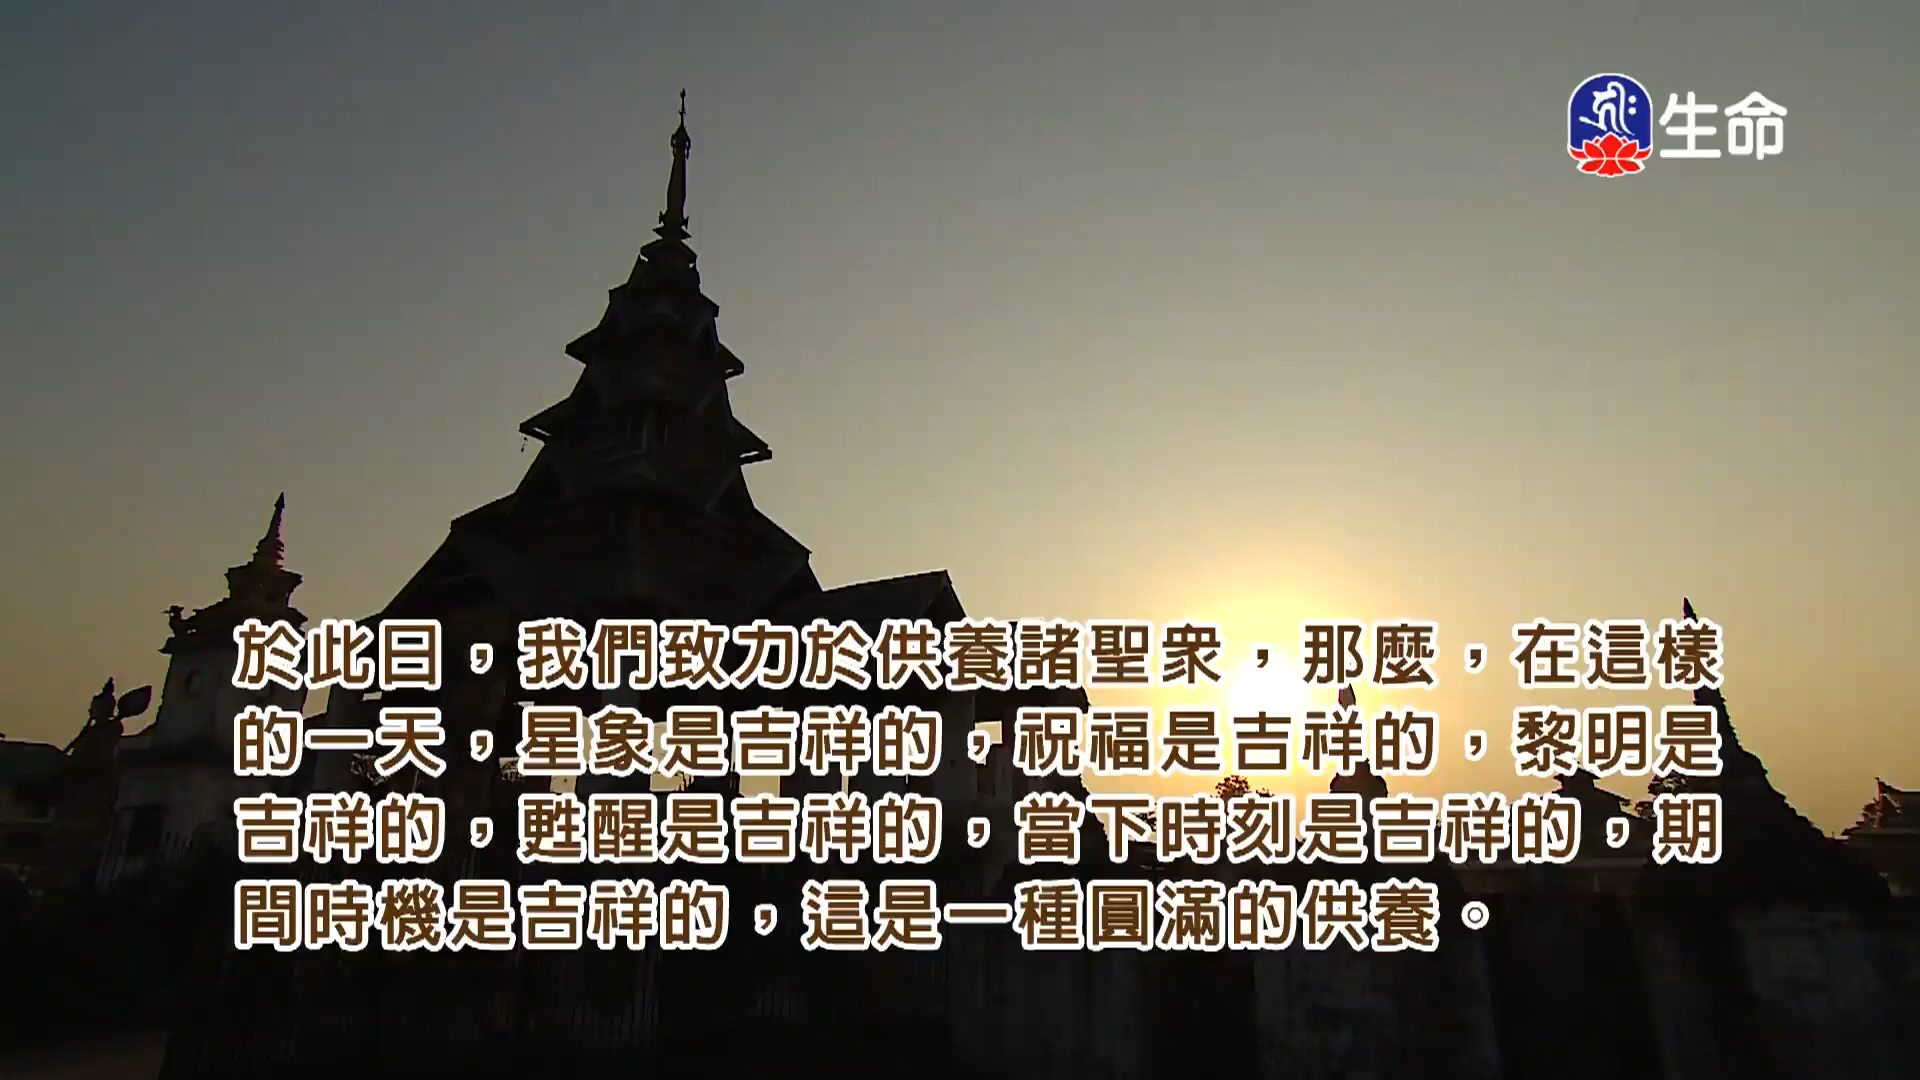 生命
於此日，我們致力於供養諸聖衆，那麼，在這樣
的一天，星象是吉祥的，祝福是吉祥的，黎明是
吉祥的，甦醒是吉祥的，當下時刻是吉祥的，期
間時機是吉祥的，這是一種圓滿的供養。